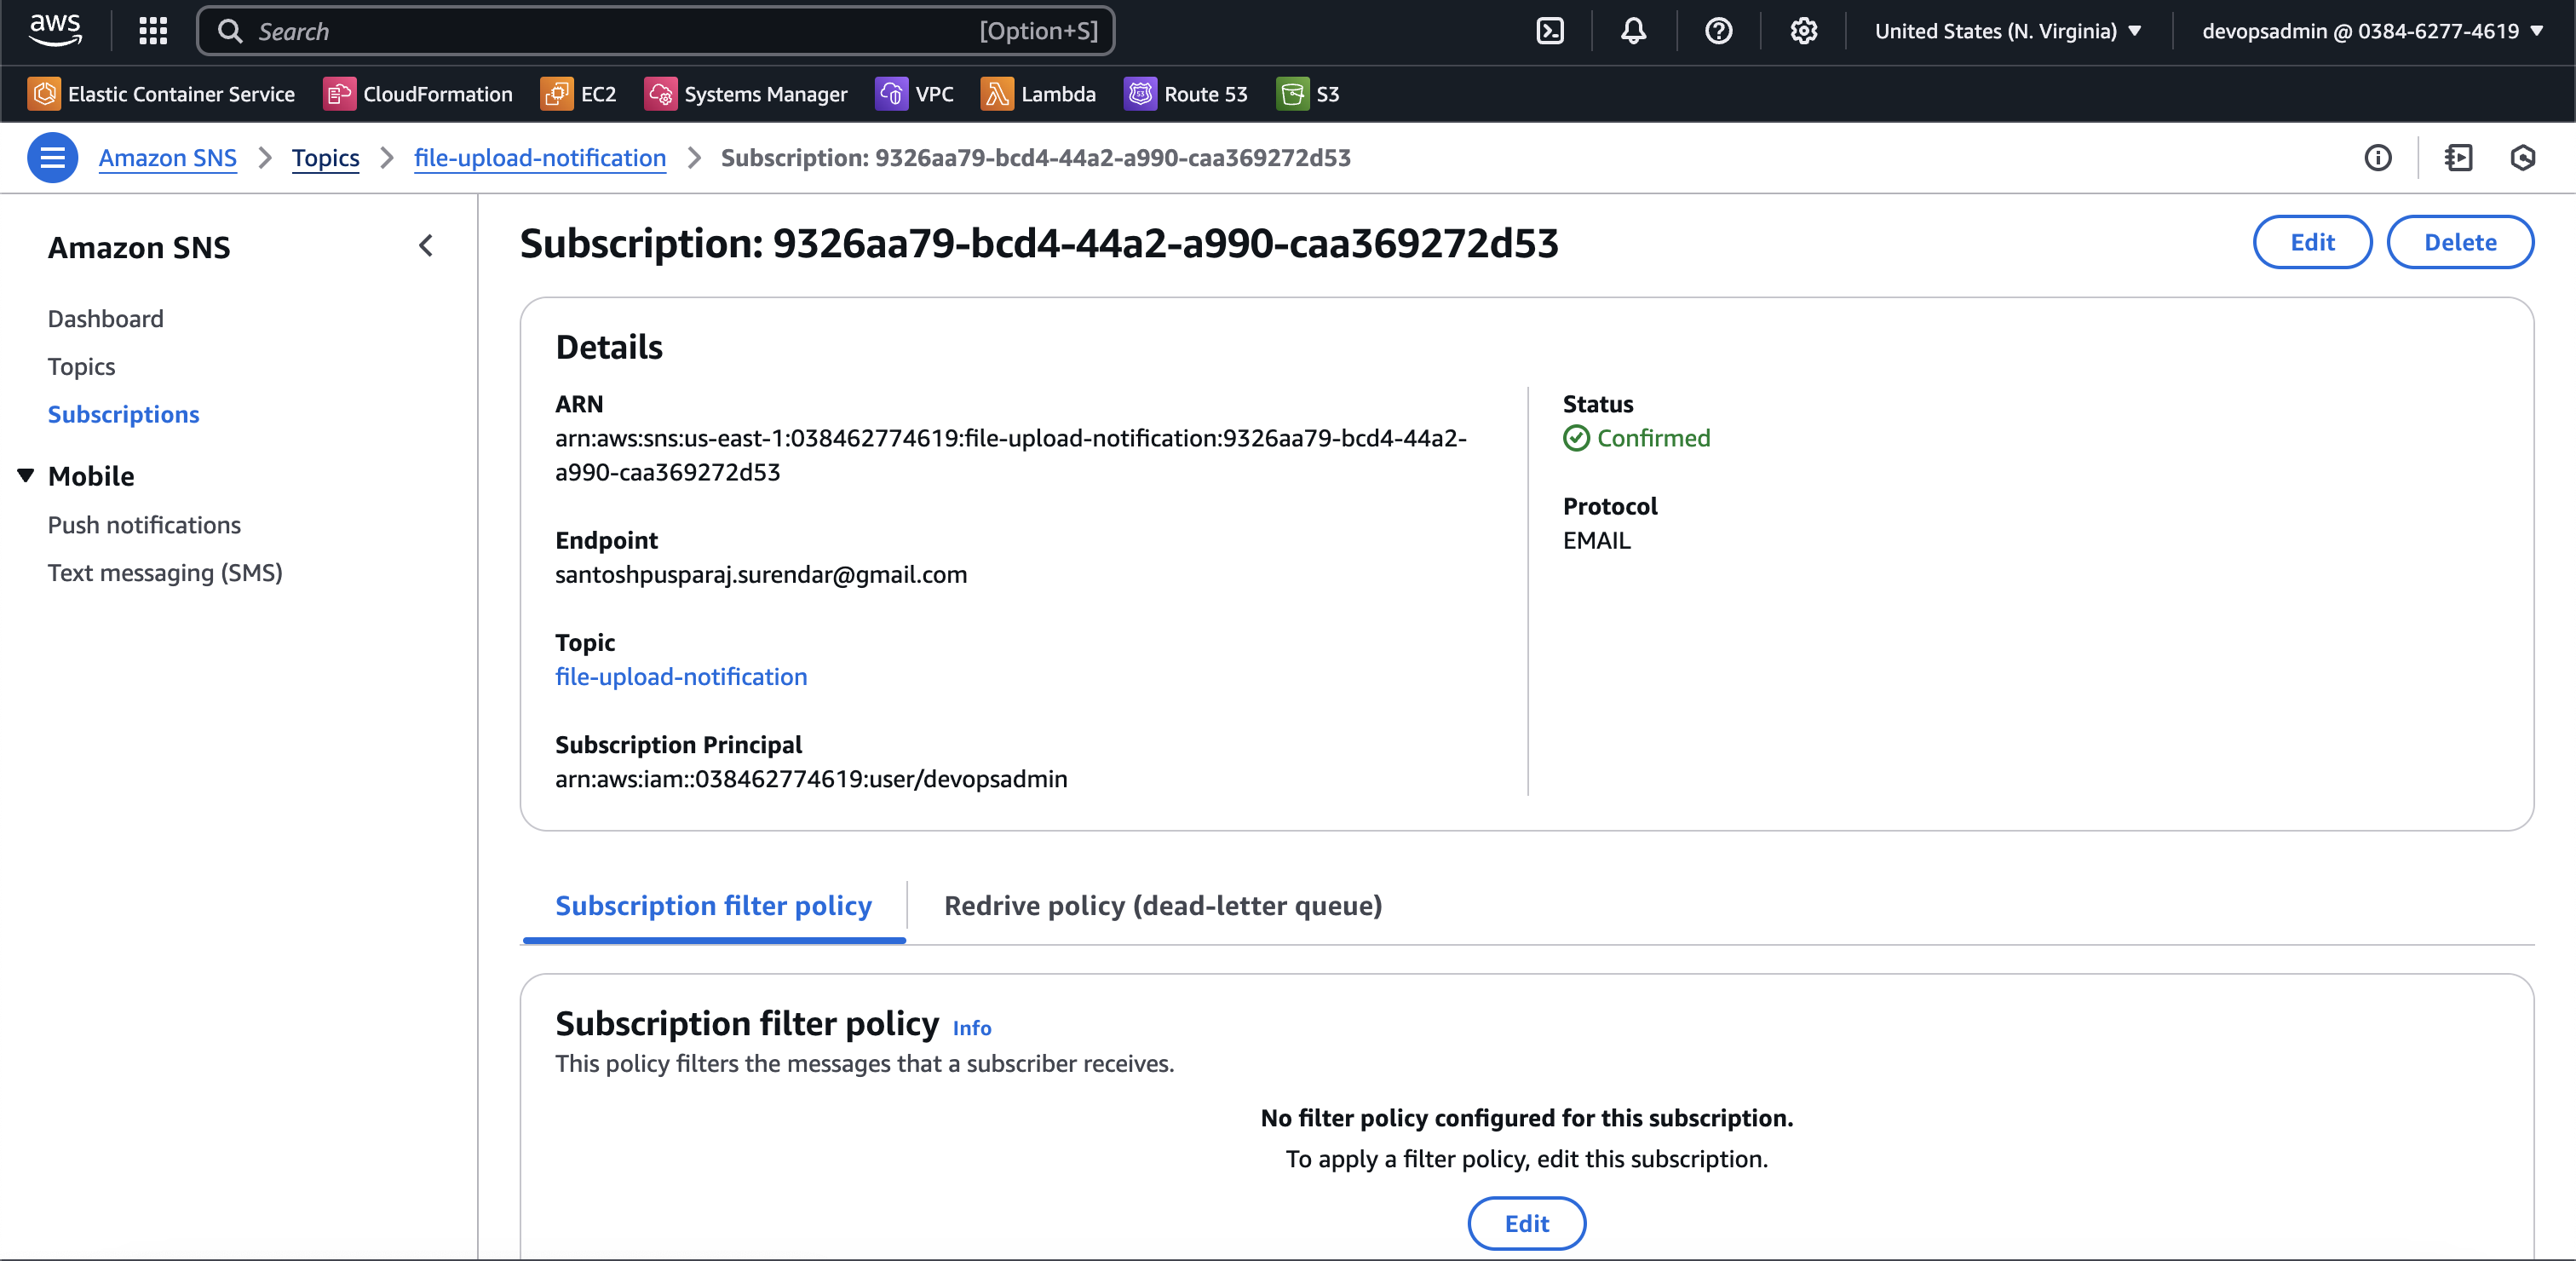 aws
Search [Option+S]
United States (N. Virginia)
devopsadmin @ 0384-6277-4619
Elastic Container Service
CloudFormation
EC2
Systems Manager
VPC
Lambda
Route 53
S3
Amazon SNS
Topics
file-upload-notification
Subscription: 9326aa79-bcd4-44a2-a990-caa369272d53
Amazon SNS
Dashboard
Topics
Subscriptions
Mobile
Push notifications
Text messaging (SMS)
Subscription: 9326aa79-bcd4-44a2-a990-caa369272d53
Edit
Delete
Details
ARN
arn:aws:sns:us-east-1:038462774619:file-upload-notification:9326aa79-bcd4-44a2-
a990-caa369272d53
Endpoint
santoshpusparaj.surendar@gmail.com
Topic
file-upload-notification
Subscription Principal
arn:aws:iam::038462774619:user/devopsadmin
Status
Confirmed
Protocol
EMAIL
Subscription filter policy
Redrive policy (dead-letter queue)
Subscription filter policy Info
This policy filters the messages that a subscriber receives.
No filter policy configured for this subscription.
To apply a filter policy, edit this subscription.
Edit